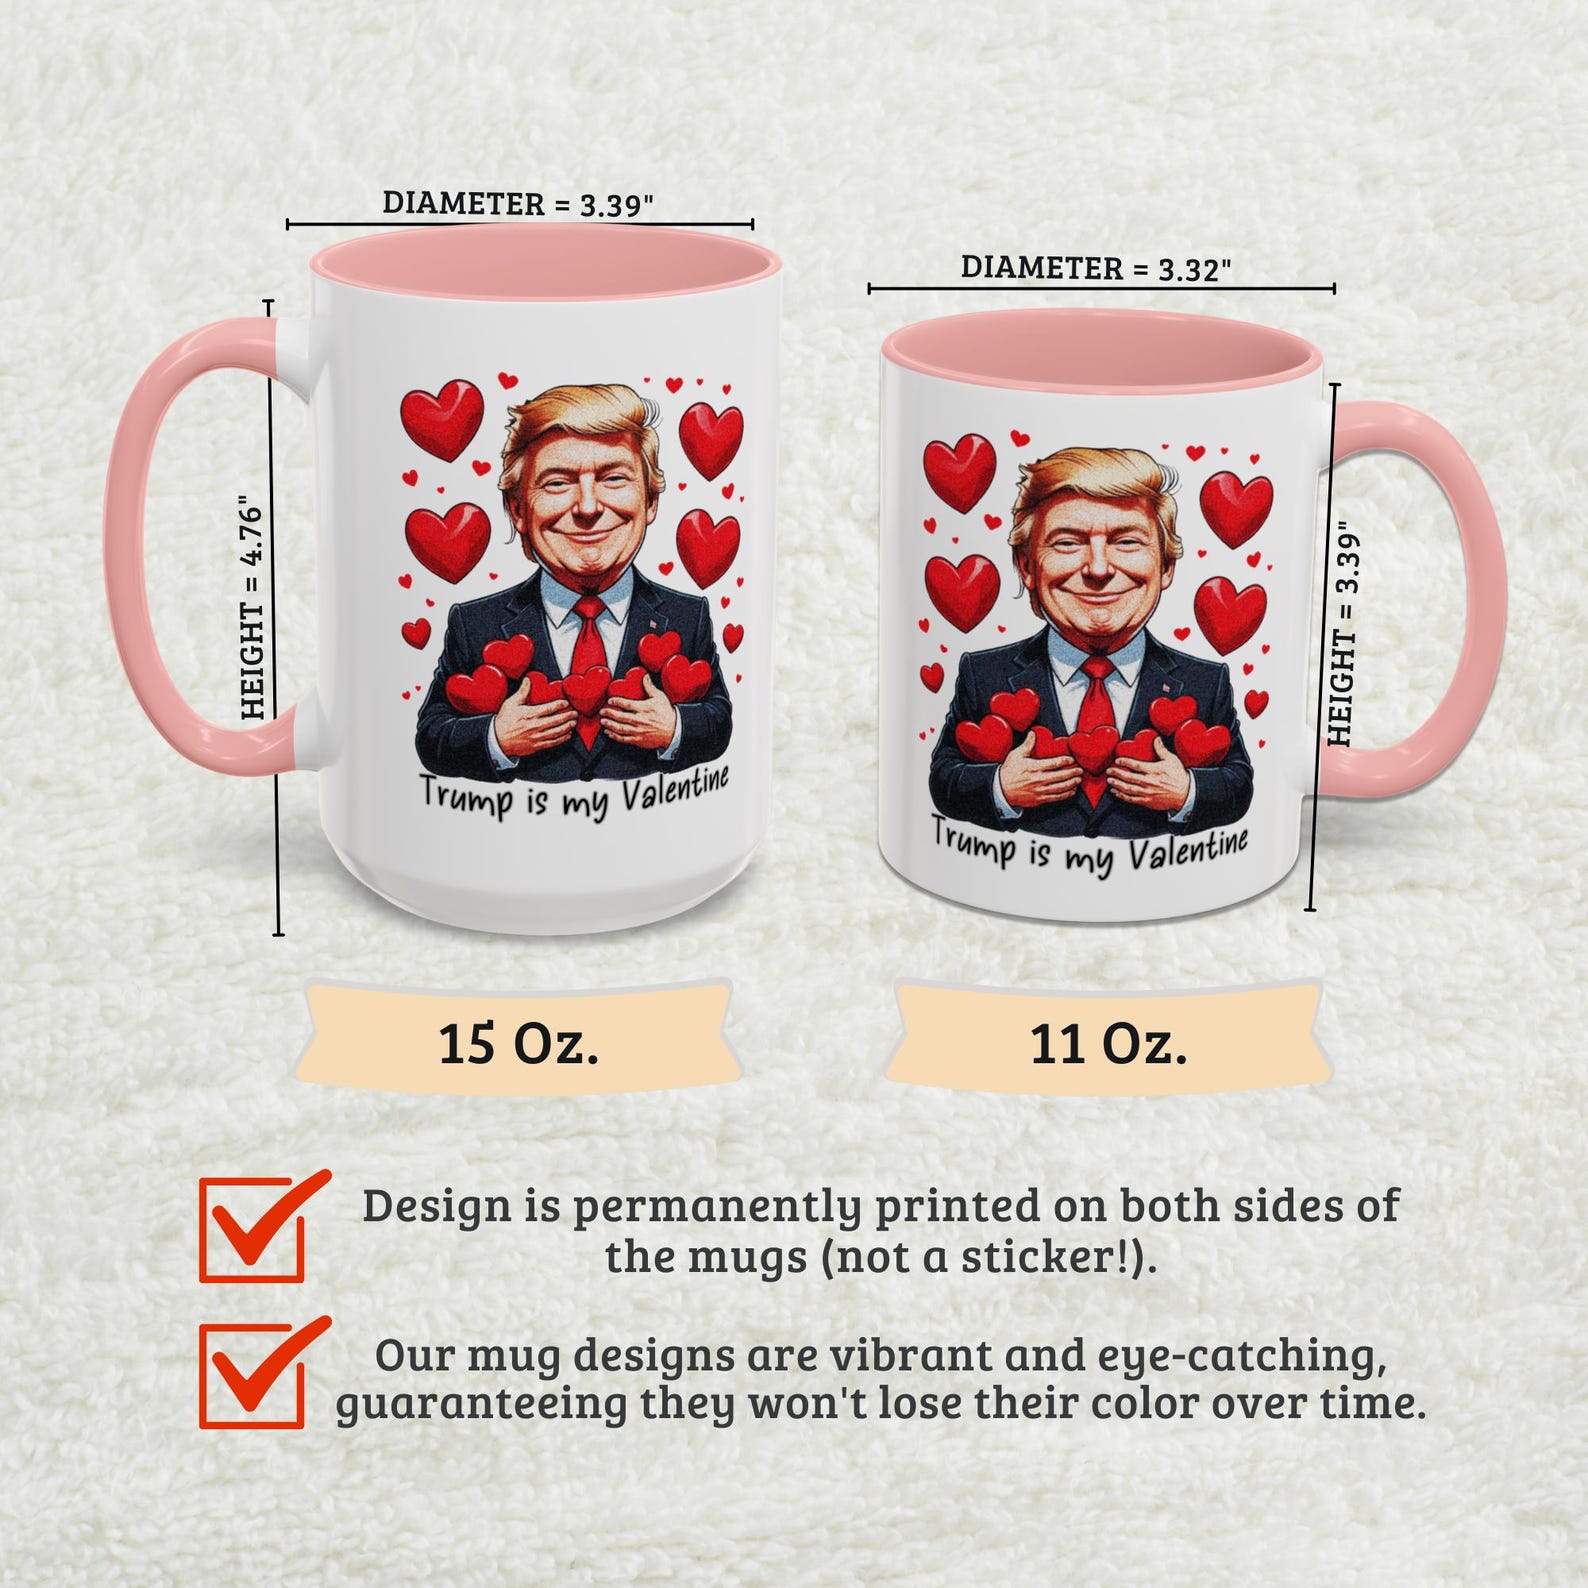 DIAMETER = 3.39"
DIAMETER = 3.32"
HEIGHT = 4.76"
HEIGHT = 3.39"
Trump is my Valentine
Trump is my Valentine
15 Oz.
11 Oz.
Design is permanently printed on both sides of
the mugs (not a sticker!).
Our mug designs are vibrant and eye-catching,
guaranteeing they won't lose their color over time.